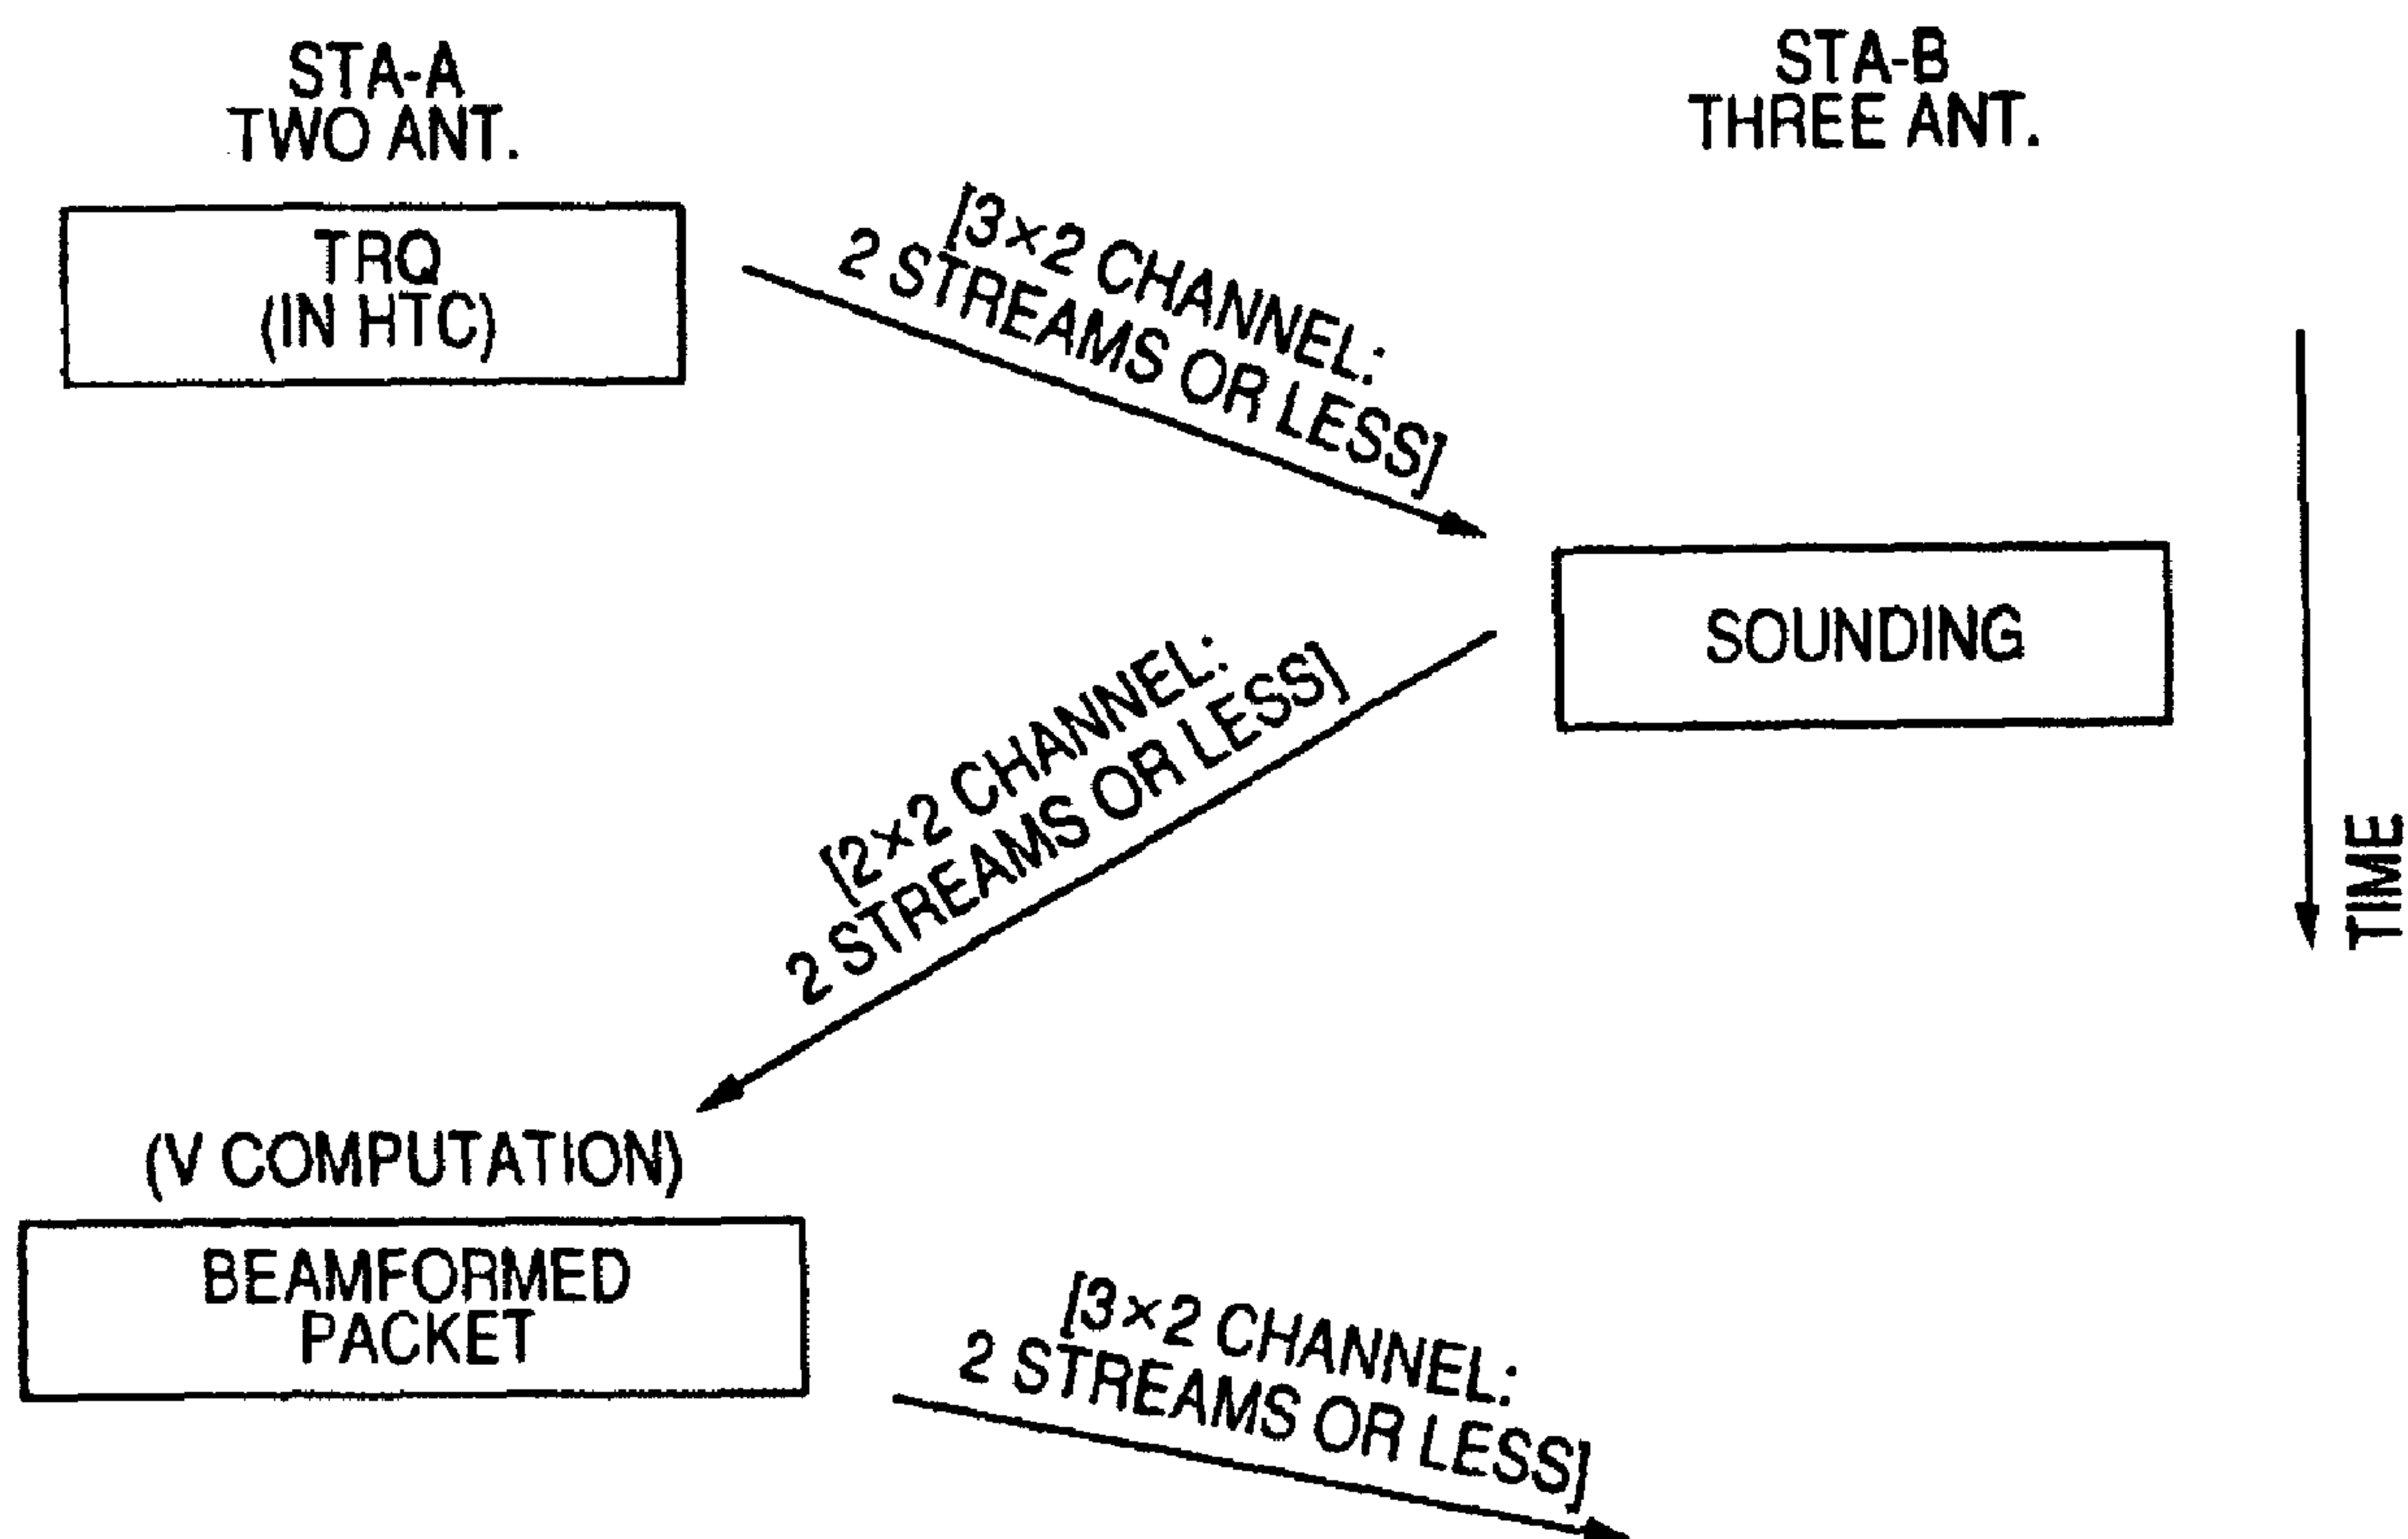 STA-A
TWO ANT.
STA-B
THREE ANT.
TRQ
(IN HTC)
[3×2 CHANNEL:
2 STREAMS OR LESS]
SOUNDING
[2×2 CHANNEL:
2 STREAMS OR LESS]
TIME
(V COMPUTATION)
BEAMFORMED
PACKET
[3×2 CHANNEL:
2 STREAMS OR LESS]